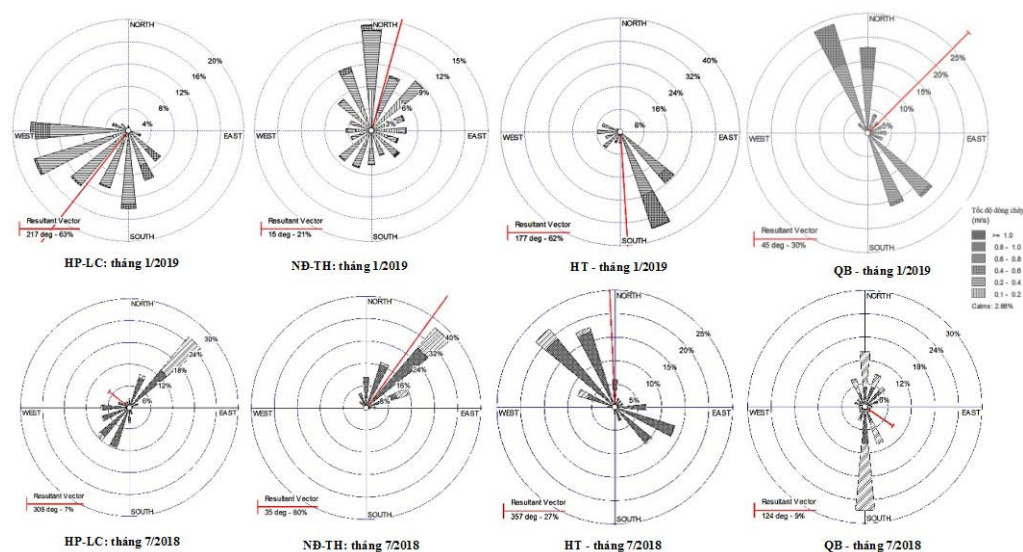 NORTH
20%
16%
12%
8%
4%
WEST
EAST
Resultant Vector
217 deg - 63%
SOUTH
HP-LC: tháng 1/2019
NORTH
15%
12%
9%
6%
WEST
EAST
Resultant Vector
15 deg - 21%
SOUTH
NĐ-TH: tháng 1/2019
NORTH
40%
32%
24%
16%
8%
WEST
EAST
Resultant Vector
177 deg - 62%
SOUTH
HT - tháng 1/2019
NORTH
25%
20%
15%
10%
5%
WEST
EAST
Resultant Vector
45 deg - 30%
SOUTH
QB - tháng 1/2019
Tốc độ dòng chảy
(m/s)
>= 1.0
0.8 - 1.0
0.6 - 0.8
0.4 - 0.6
0.2 - 0.4
0.1 - 0.2
NORTH
30%
24%
18%
12%
6%
WEST
EAST
Resultant Vector
308 deg - 7%
SOUTH
HP-LC: tháng 7/2018
NORTH
40%
32%
24%
16%
8%
WEST
EAST
Resultant Vector
35 deg - 80%
SOUTH
NĐ-TH: tháng 7/2018
NORTH
25%
20%
15%
10%
5%
WEST
EAST
Resultant Vector
357 deg - 27%
SOUTH
HT - tháng 7/2018
NORTH
30%
24%
18%
12%
6%
WEST
EAST
Resultant Vector
124 deg - 9%
SOUTH
QB - tháng 7/2018